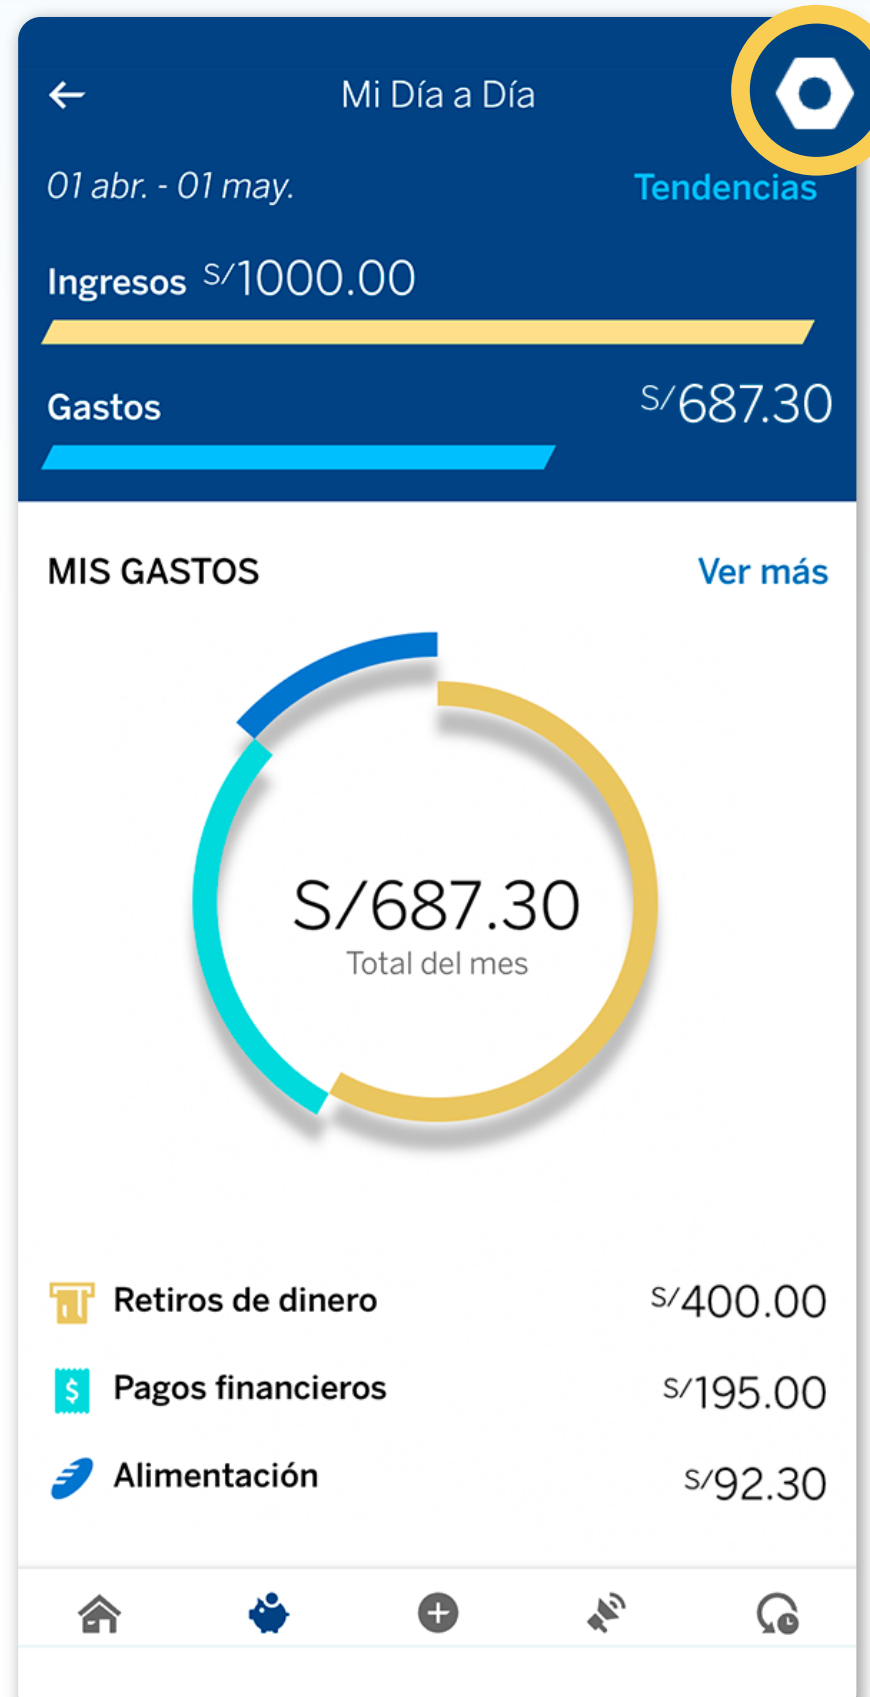 Mi Día a Día
01 abr. - 01 may.
Tendencias
Ingresos S/1000.00
Gastos S/687.30
MIS GASTOS
Ver más
S/687.30
Total del mes
Retiros de dinero S/400.00
$ Pagos financieros S/195.00
Alimentación S/92.30